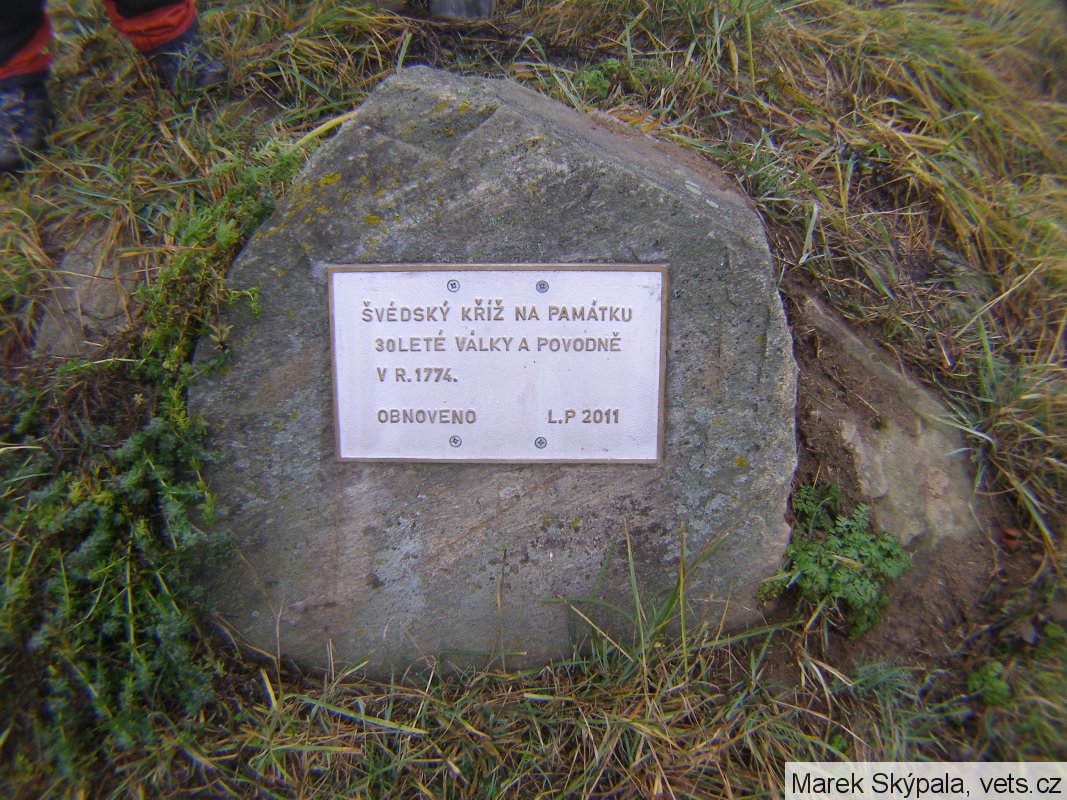 ŠVÉDSKÝ KŘÍŽ NA PAMÁTKU
30LETÉ VÁLKY A POVODNĚ
V R.1774.
OBNOVENO L.P 2011
Marek Skýpala, vets.cz